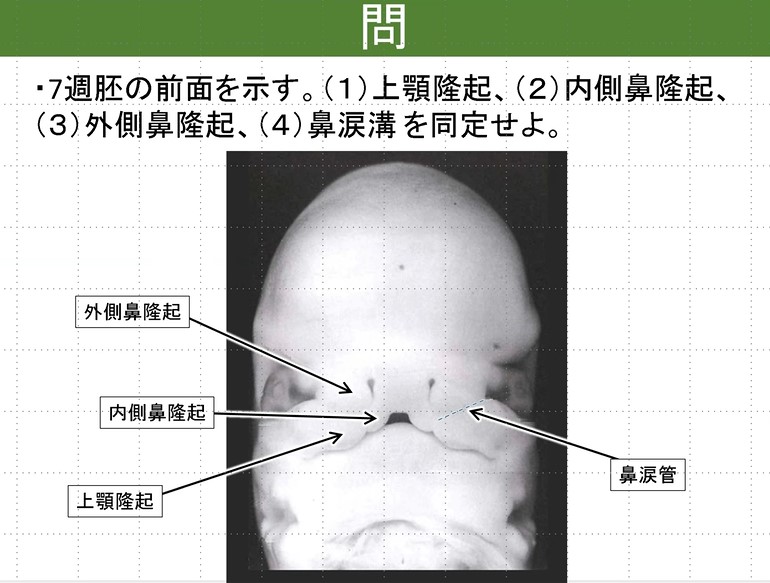 問
・7週胚の前面を示す。（１）上顎隆起、（２）内側鼻隆起、
（３）外側鼻隆起、（４）鼻涙溝を同定せよ。
外側鼻隆起
内側鼻隆起
鼻涙管
上顎隆起